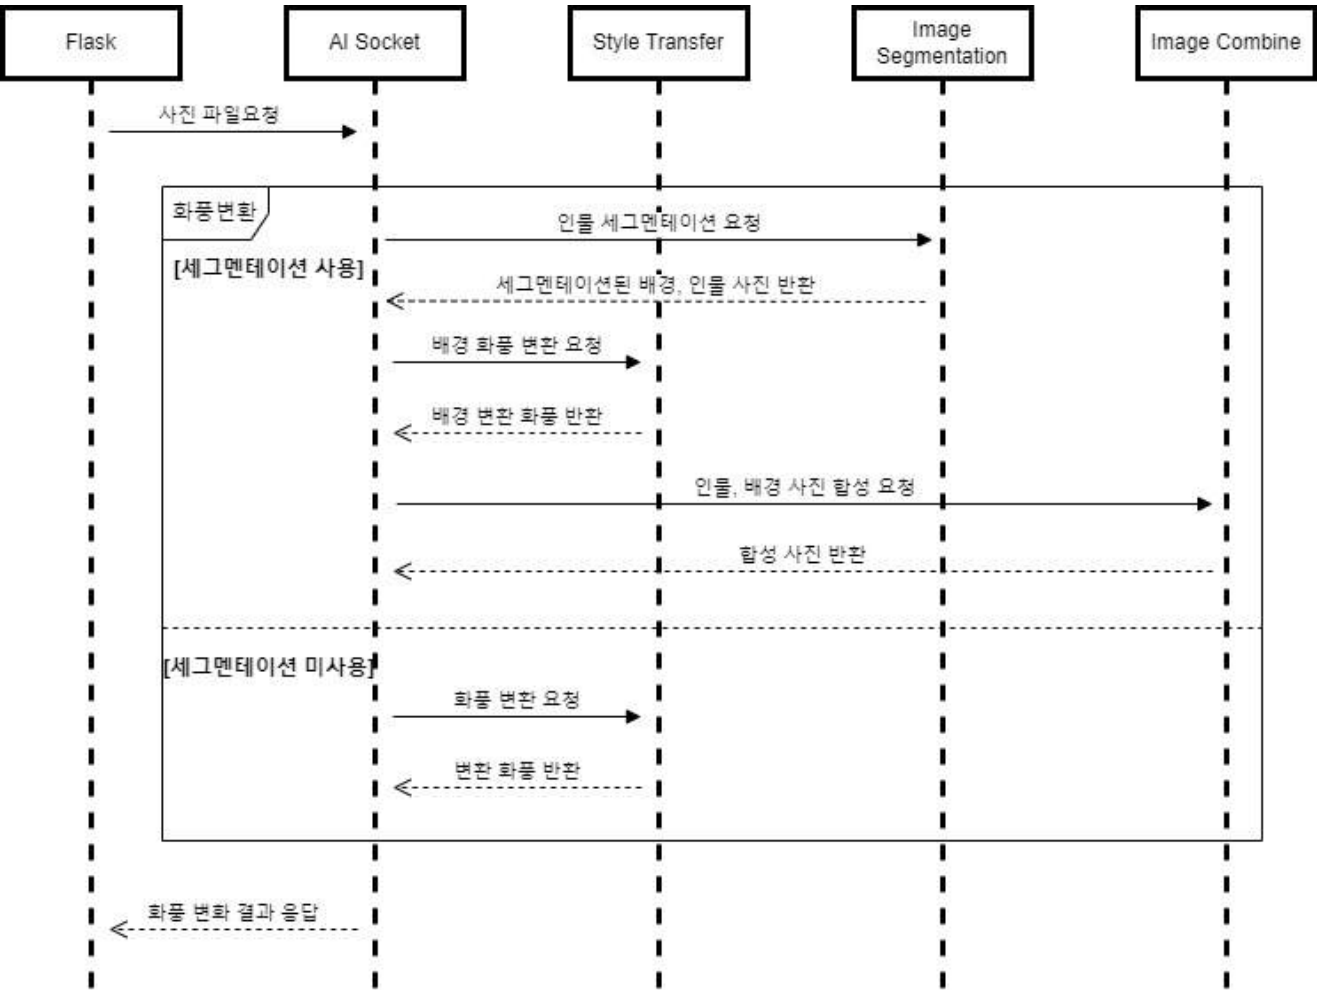 Flask
AI Socket
Style Transfer
Image
Segmentation
Image Combine
사진 파일요청
화풍변환
인물 세그멘테이션 요청
[세그멘테이션 사용]
세그멘테이션된 배경, 인물 사진 반환
배경 화풍 변환 요청
배경 변환 화풍 반환
인물, 배경 사진 합성 요청
합성 사진 반환
[세그멘테이션 미사용]
화풍 변환 요청
변환 화풍 반환
화풍 변화 결과 응답